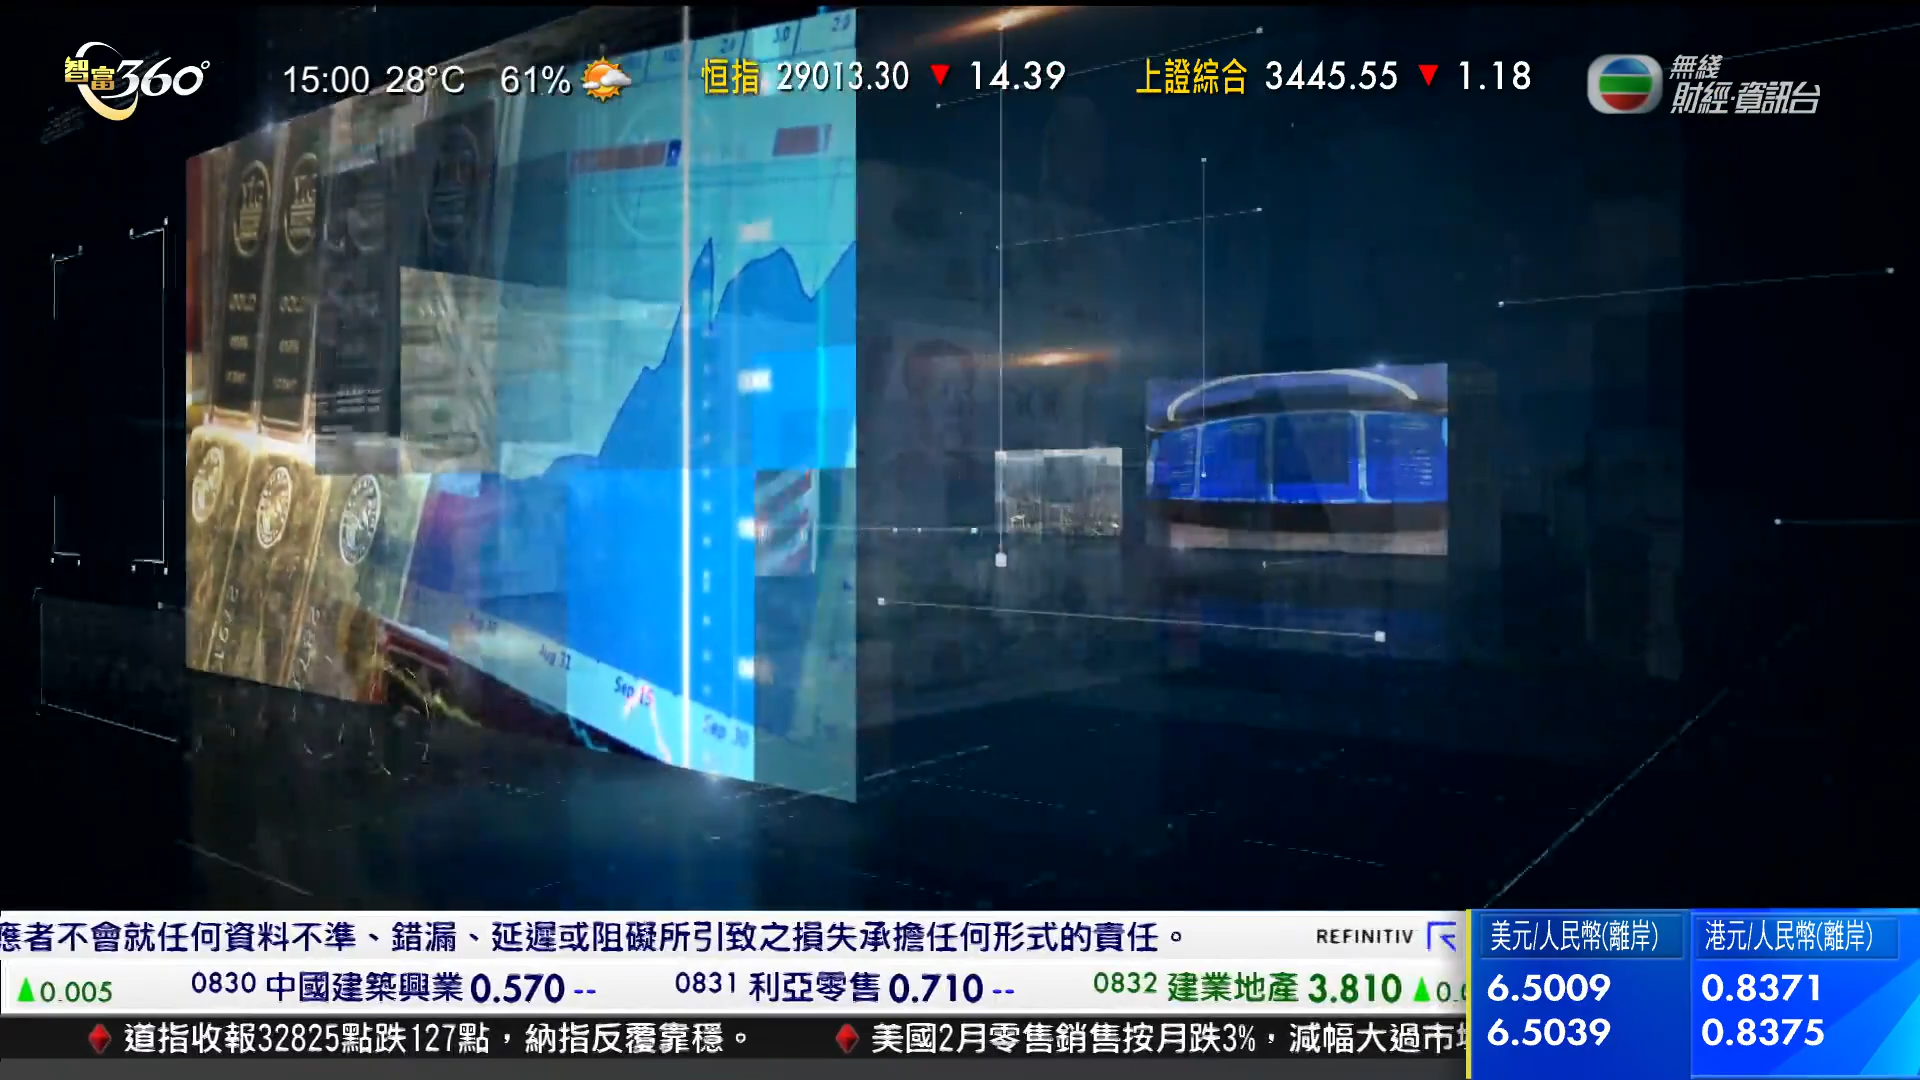 智富360°
15:00 28°C 61%
恒指 29013.30 ▼ 14.39
上證綜合 3445.55 ▼ 1.18
無綫
財經·資訊台
Aug 31
Sep 15
Sep 30
應者不會就任何資料不準、錯漏、延遲或阻礙所引致之損失承擔任何形式的責任。
REFINITIV
▲0.005 0830 中國建築興業 0.570 -- 0831 利亞零售 0.710 -- 0832 建業地產 3.810 ▲0.
道指收報32825點跌127點，納指反覆靠穩。 美國2月零售銷售按月跌3%，減幅大過市
美元/人民幣(離岸)
6.5009
6.5039
港元/人民幣(離岸)
0.8371
0.8375